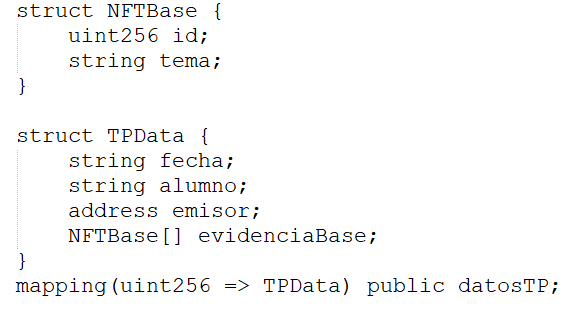 struct NFTBase {
    uint256 id;
    string tema;
}

struct TPData {
    string fecha;
    string alumno;
    address emisor;
    NFTBase[] evidenciaBase;
}
mapping(uint256 => TPData) public datosTP;